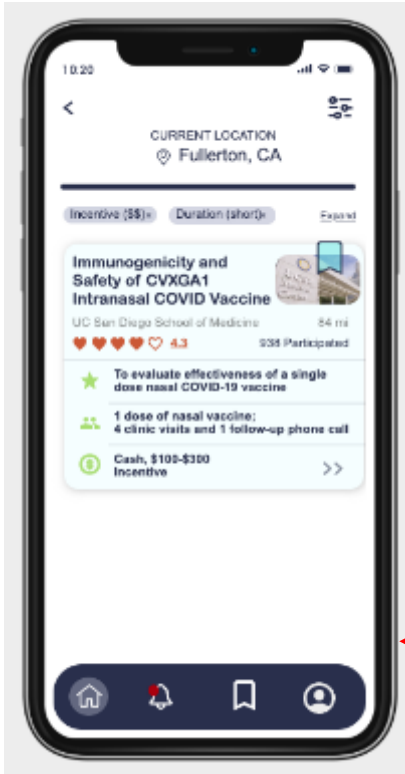 10:20
<
CURRENT LOCATION
Fullerton, CA
Incentive ($$)× Duration (short)× Expand
Immunogenicity and
Safety of CVXGA1
Intranasal COVID Vaccine
UC San Diego School of Medicine 84 mi
4.3 938 Participated
To evaluate effectiveness of a single
dose nasal COVID-19 vaccine
1 dose of nasal vaccine;
4 clinic visits and 1 follow-up phone call
Cash, $100-$300
Incentive >>